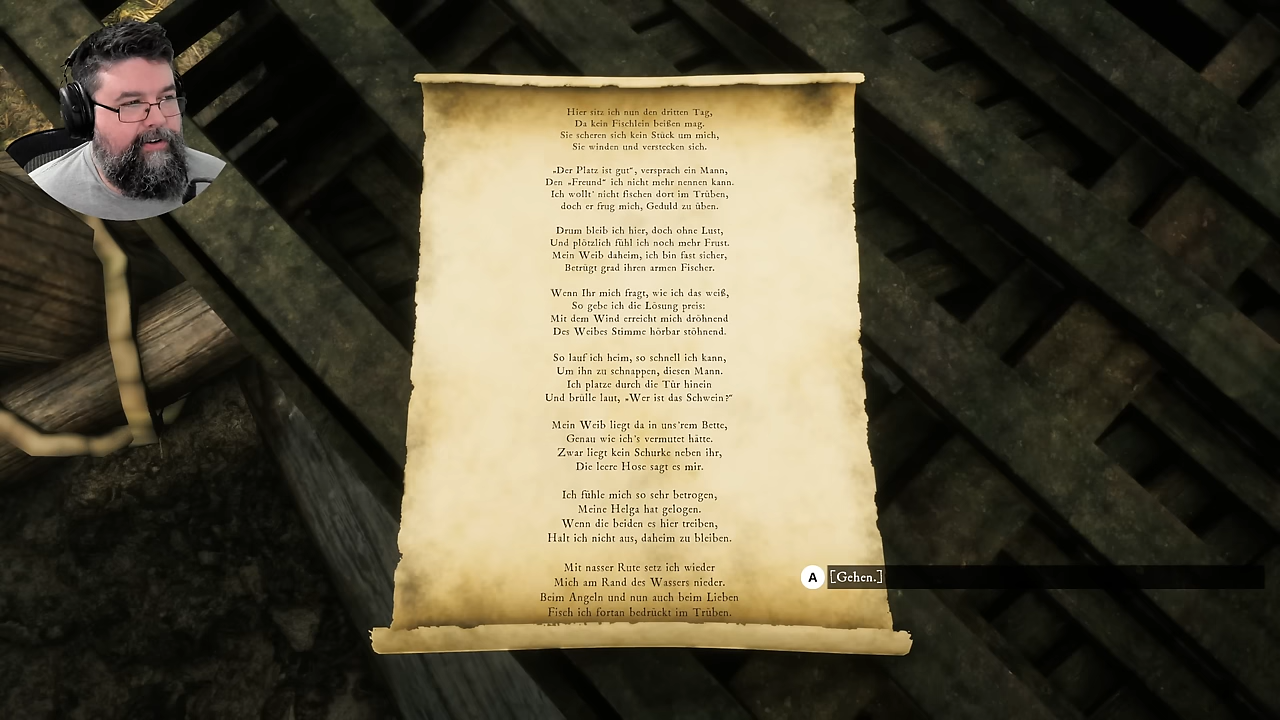 Hier sitz ich nun den dritten Tag,
Da kein Fischlein beißen mag.
Sie scheren sich kein Stück um mich,
Sie winden und verstecken sich.
„Der Platz ist gut“, versprach ein Mann,
Den „Freund“ ich nicht mehr nennen kann.
Ich wollt' nicht fischen dort im Trüben,
doch er frug mich, Geduld zu üben.
Drum bleib ich hier, doch ohne Lust,
Und plötzlich fühl ich noch mehr Frust.
Mein Weib daheim, ich bin fast sicher,
Betrügt grad ihren armen Fischer.
Wenn Ihr mich fragt, wie ich das weiß,
So gebe ich die Lösung preis:
Mit dem Wind erreicht mich dröhnend
Des Weibes Stimme hörbar stöhnend.
So lauf ich heim, so schnell ich kann,
Um ihn zu schnappen, diesen Mann.
Ich platze durch die Tür hinein
Und brülle laut, „Wer ist das Schwein?“
Mein Weib liegt da in uns'rem Bette,
Genau wie ich's vermutet hätte.
Zwar liegt kein Schurke neben ihr,
Die leere Hose sagt es mir.
Ich fühle mich so sehr betrogen,
Meine Helga hat gelogen.
Wenn die beiden es hier treiben,
Halt ich nicht aus, daheim zu bleiben.
Mit nasser Rute setz ich wieder
Mich am Rand des Wassers nieder.
Beim Angeln und nun auch beim Lieben
Fisch ich fortan bedrückt im Trüben.
A [Gehen.]